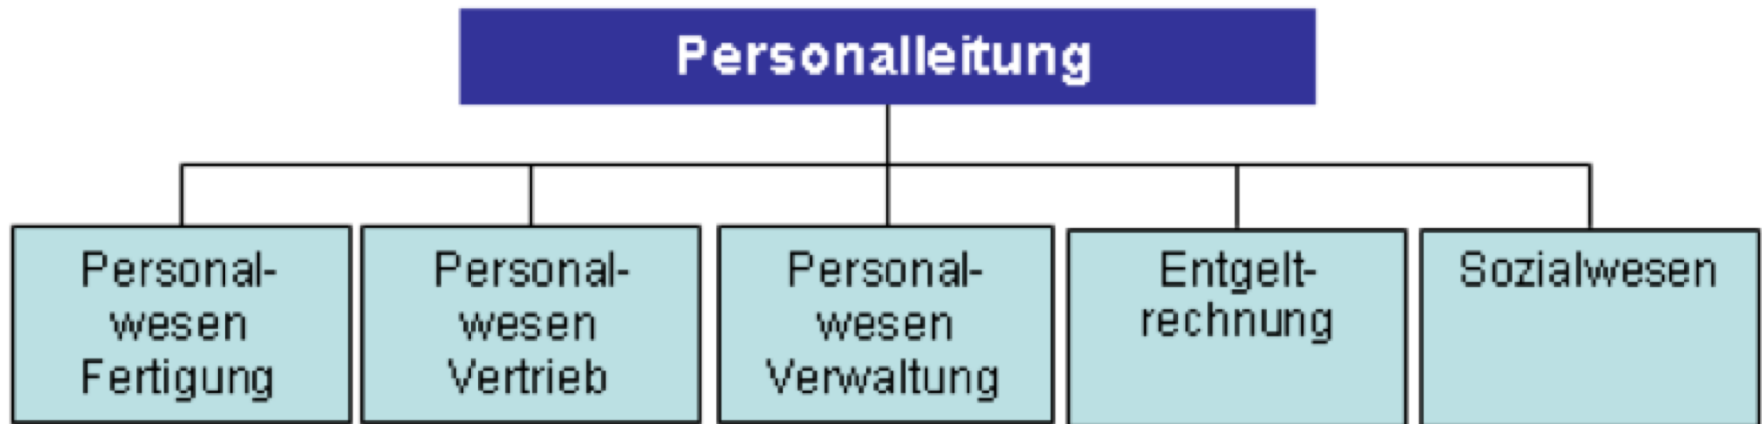 Personalleitung
Personal-
wesen
Fertigung
Personal-
wesen
Vertrieb
Personal-
wesen
Verwaltung
Entgelt-
rechnung
Sozialwesen